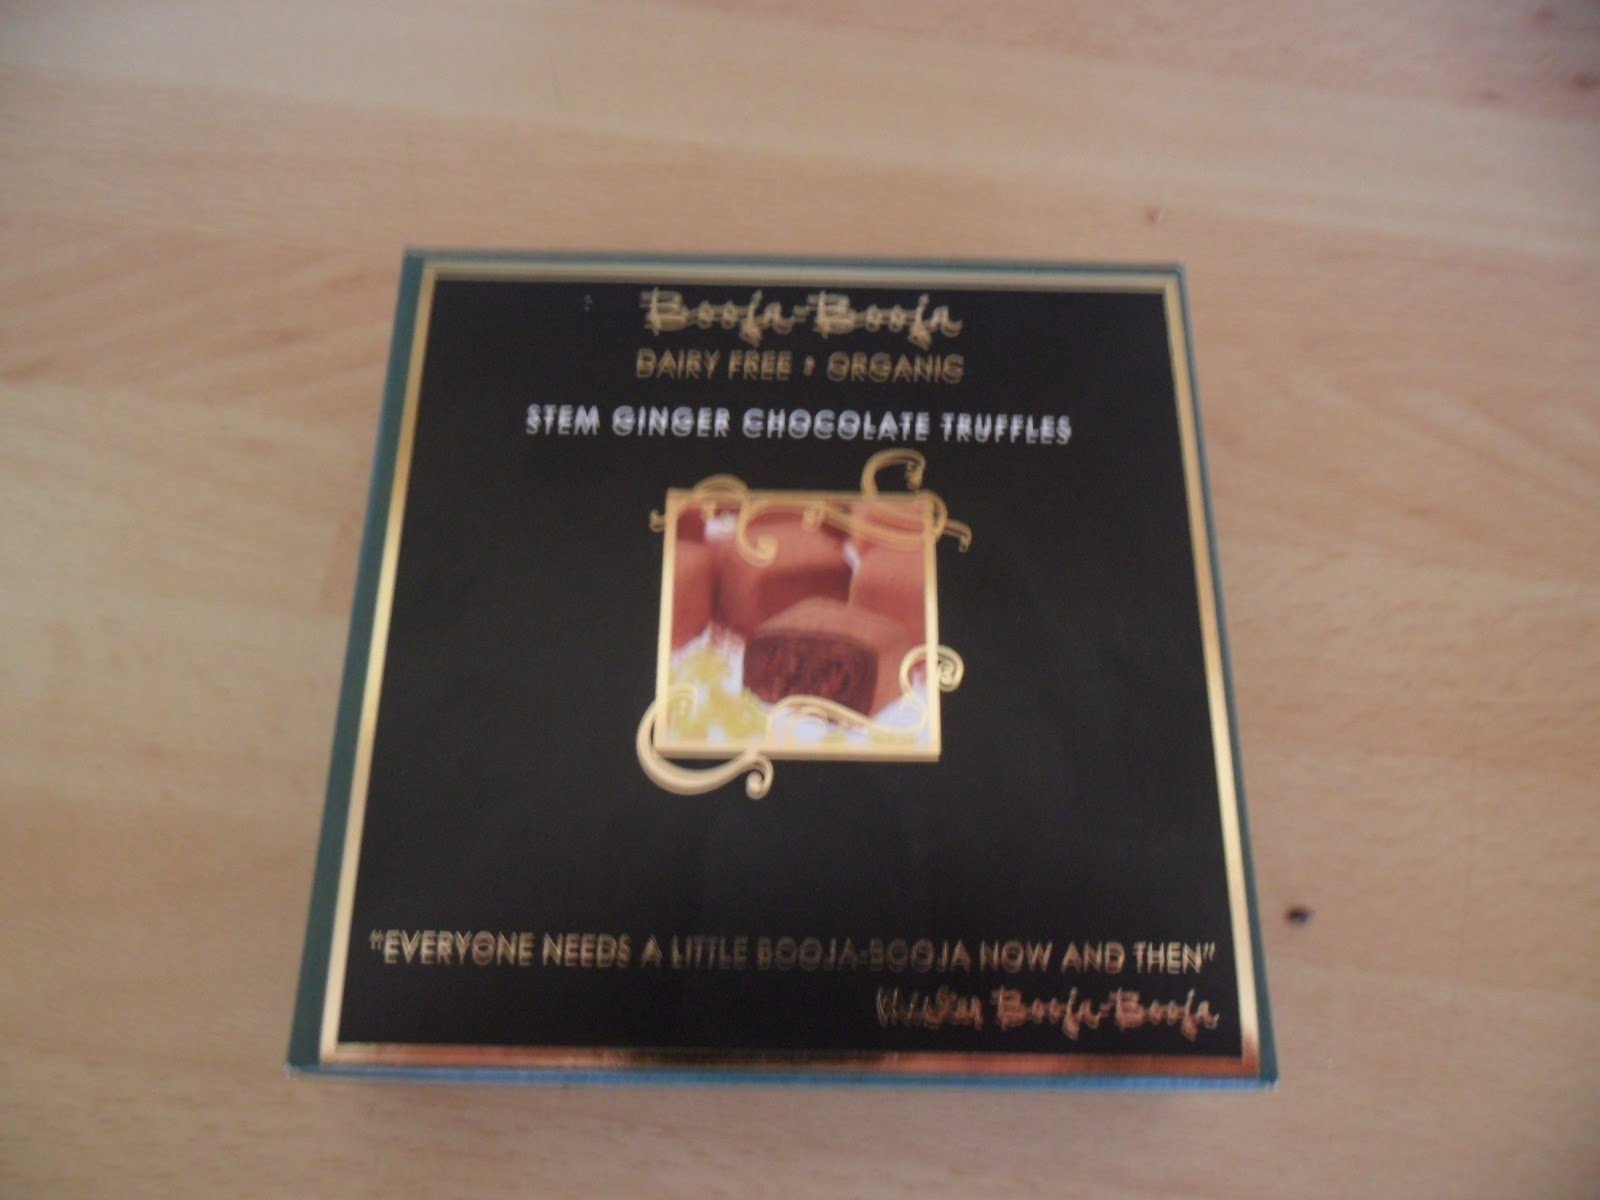 Booja-Booja
DAIRY FREE • ORGANIC
STEM GINGER CHOCOLATE TRUFFLES
"EVERYONE NEEDS A LITTLE BOOJA-BOOJA NOW AND THEN"
Booja-Booja